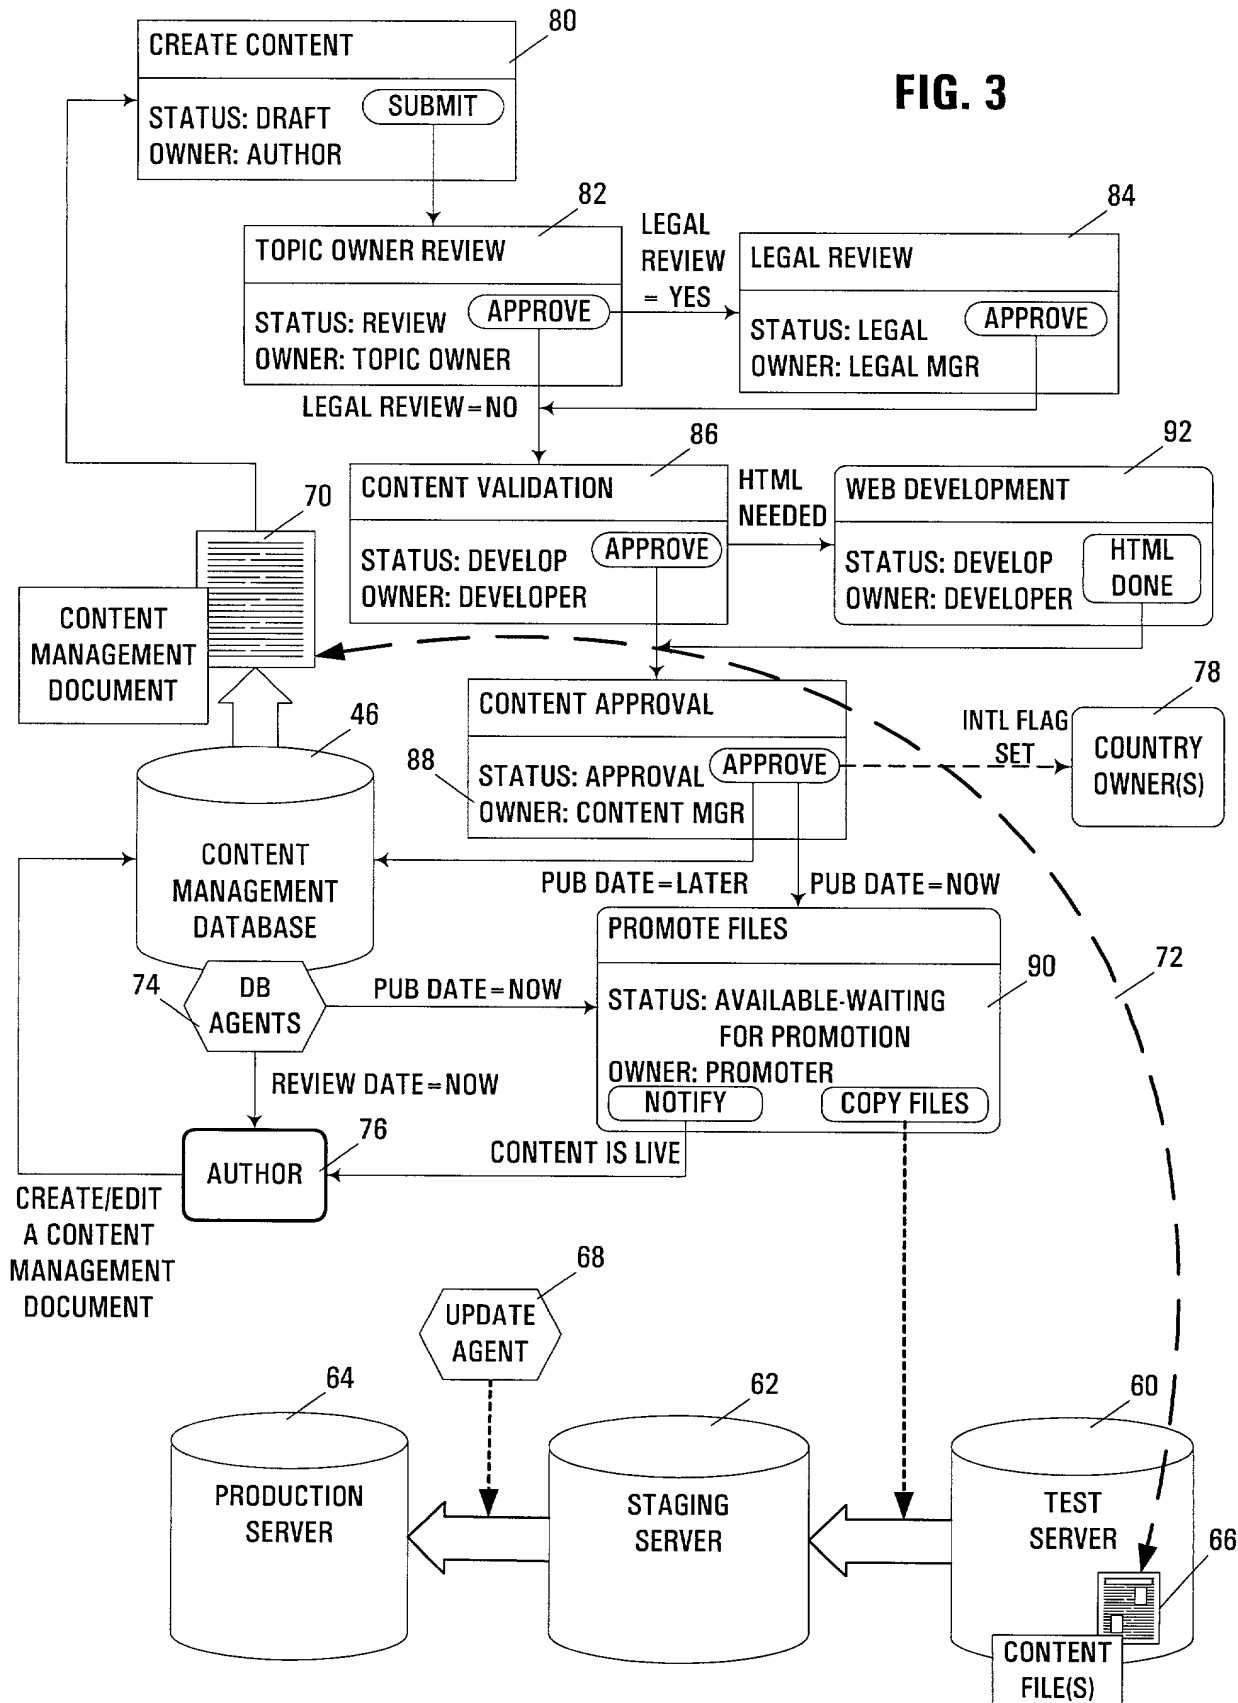 80
CREATE CONTENT
FIG. 3
SUBMIT
STATUS: DRAFT
OWNER: AUTHOR
82
84
LEGAL
REVIEW
= YES
TOPIC OWNER REVIEW
LEGAL REVIEW
APPROVE
STATUS: REVIEW
OWNER: TOPIC OWNER
APPROVE
STATUS: LEGAL
OWNER: LEGAL MGR
LEGAL REVIEW=NO
86
92
CONTENT VALIDATION
HTML
NEEDED
WEB DEVELOPMENT
70
APPROVE
STATUS: DEVELOP
OWNER: DEVELOPER
HTML
DONE
STATUS: DEVELOP
OWNER: DEVELOPER
CONTENT
MANAGEMENT
DOCUMENT
78
CONTENT APPROVAL
INTL FLAG
SET
COUNTRY
OWNER(S)
46
88
APPROVE
STATUS: APPROVAL
OWNER: CONTENT MGR
CONTENT
MANAGEMENT
DATABASE
PUB DATE=LATER
PUB DATE=NOW
PROMOTE FILES
90
72
74
DB
AGENTS
PUB DATE=NOW
STATUS: AVAILABLE-WAITING
FOR PROMOTION
OWNER: PROMOTER
NOTIFY
COPY FILES
REVIEW DATE=NOW
76
AUTHOR
CONTENT IS LIVE
CREATE/EDIT
A CONTENT
MANAGEMENT
DOCUMENT
68
UPDATE
AGENT
64
62
60
PRODUCTION
SERVER
STAGING
SERVER
TEST
SERVER
66
CONTENT
FILE(S)